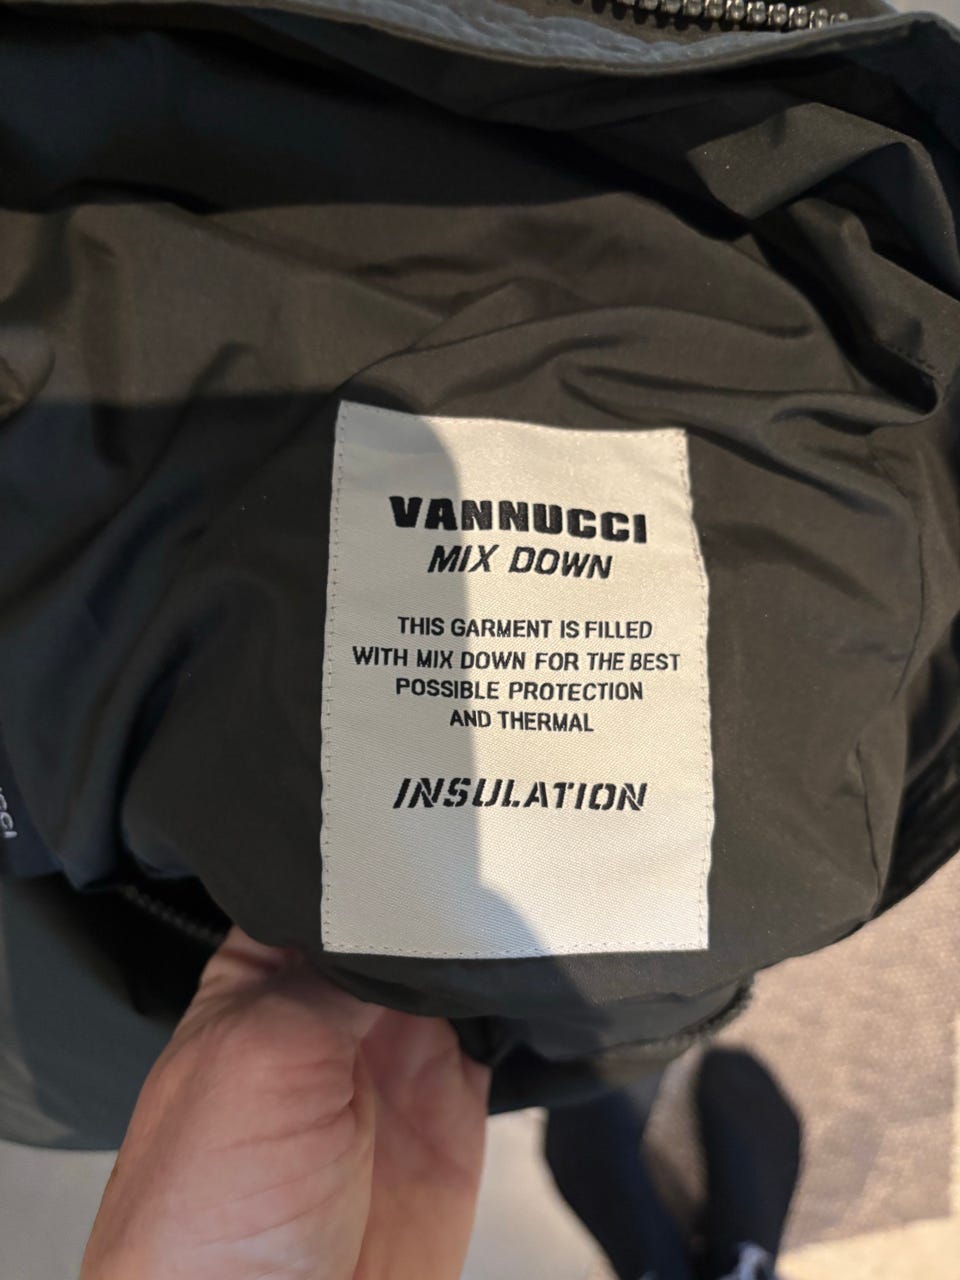 VANNUCCI
MIX DOWN
THIS GARMENT IS FILLED
WITH MIX DOWN FOR THE BEST
POSSIBLE PROTECTION
AND THERMAL
INSULATION